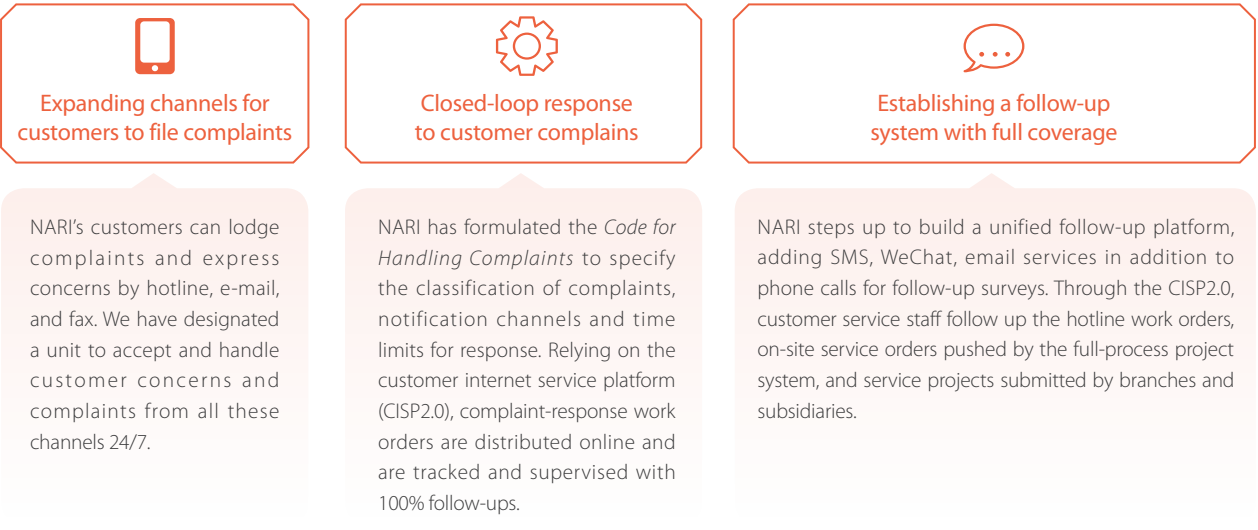 Expanding channels for
customers to file complaints
NARI's customers can lodge
complaints and express
concerns by hotline, e-mail,
and fax. We have designated
a unit to accept and handle
customer concerns and
complaints from all these
channels 24/7.
Closed-loop response
to customer complains
NARI has formulated the Code for
Handling Complaints to specify
the classification of complaints,
notification channels and time
limits for response. Relying on the
customer internet service platform
(CISP2.0), complaint-response work
orders are distributed online and
are tracked and supervised with
100% follow-ups.
Establishing a follow-up
system with full coverage
NARI steps up to build a unified follow-up platform,
adding SMS, WeChat, email services in addition to
phone calls for follow-up surveys. Through the CISP2.0,
customer service staff follow up the hotline work orders,
on-site service orders pushed by the full-process project
system, and service projects submitted by branches and
subsidiaries.